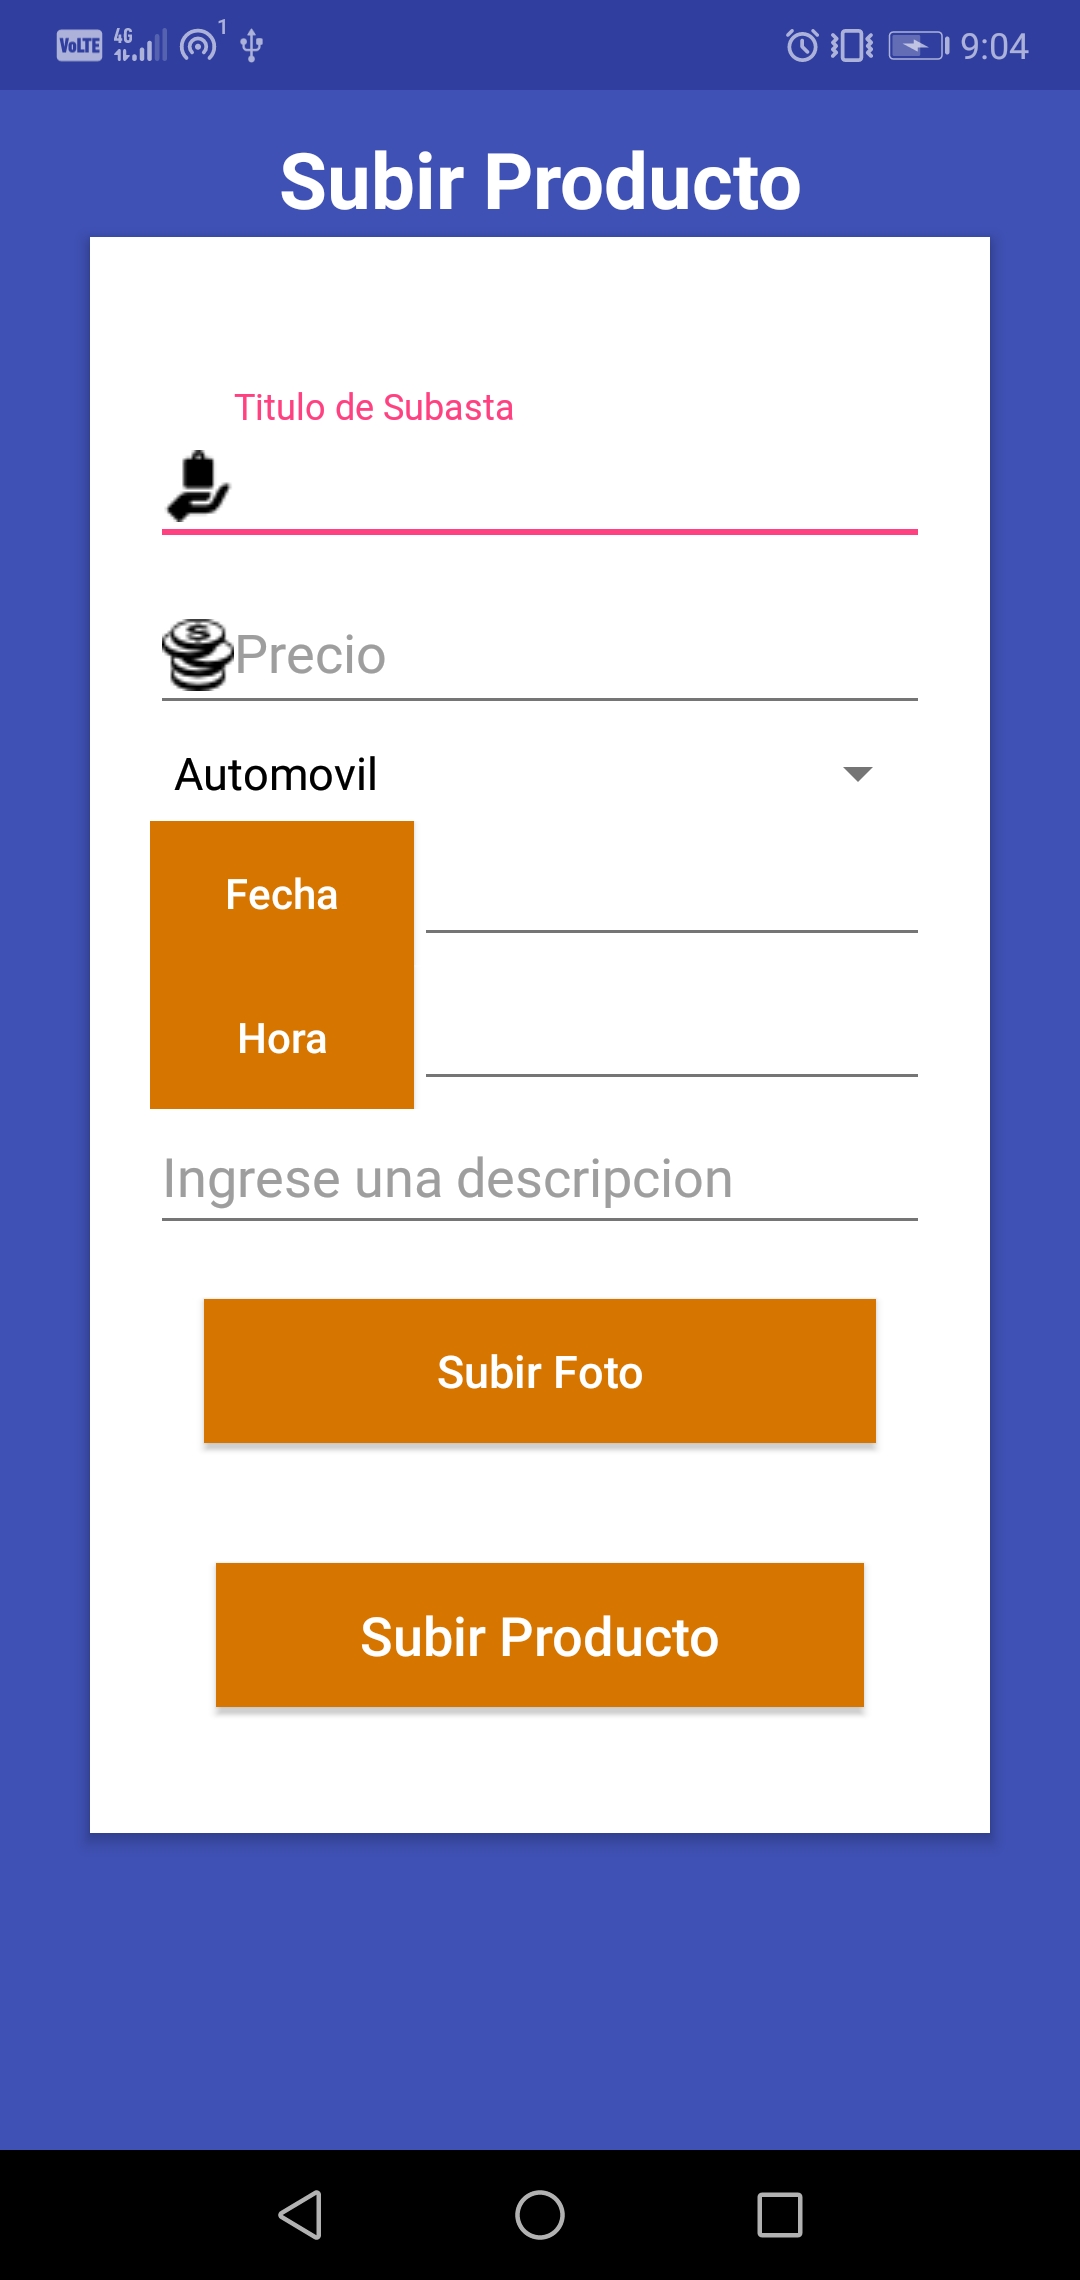 VoLTE 4G 1 9:04
Subir Producto
Titulo de Subasta
Precio
Automovil
Fecha
Hora
Ingrese una descripcion
Subir Foto
Subir Producto